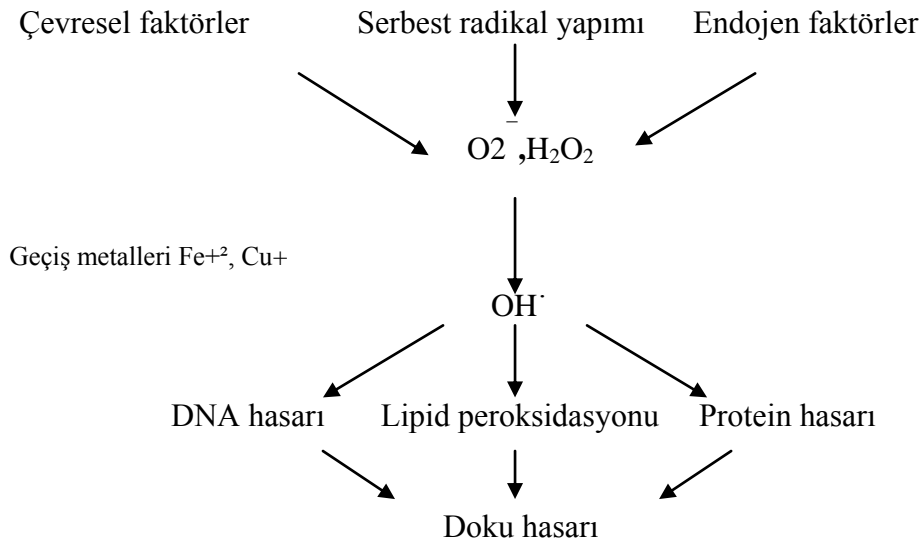 Çevresel faktörler Serbest radikal yapımı Endojen faktörler
O2¯,H₂O₂
Geçiş metalleri Fe+², Cu+
OH˙
DNA hasarı Lipid peroksidasyonu Protein hasarı
Doku hasarı